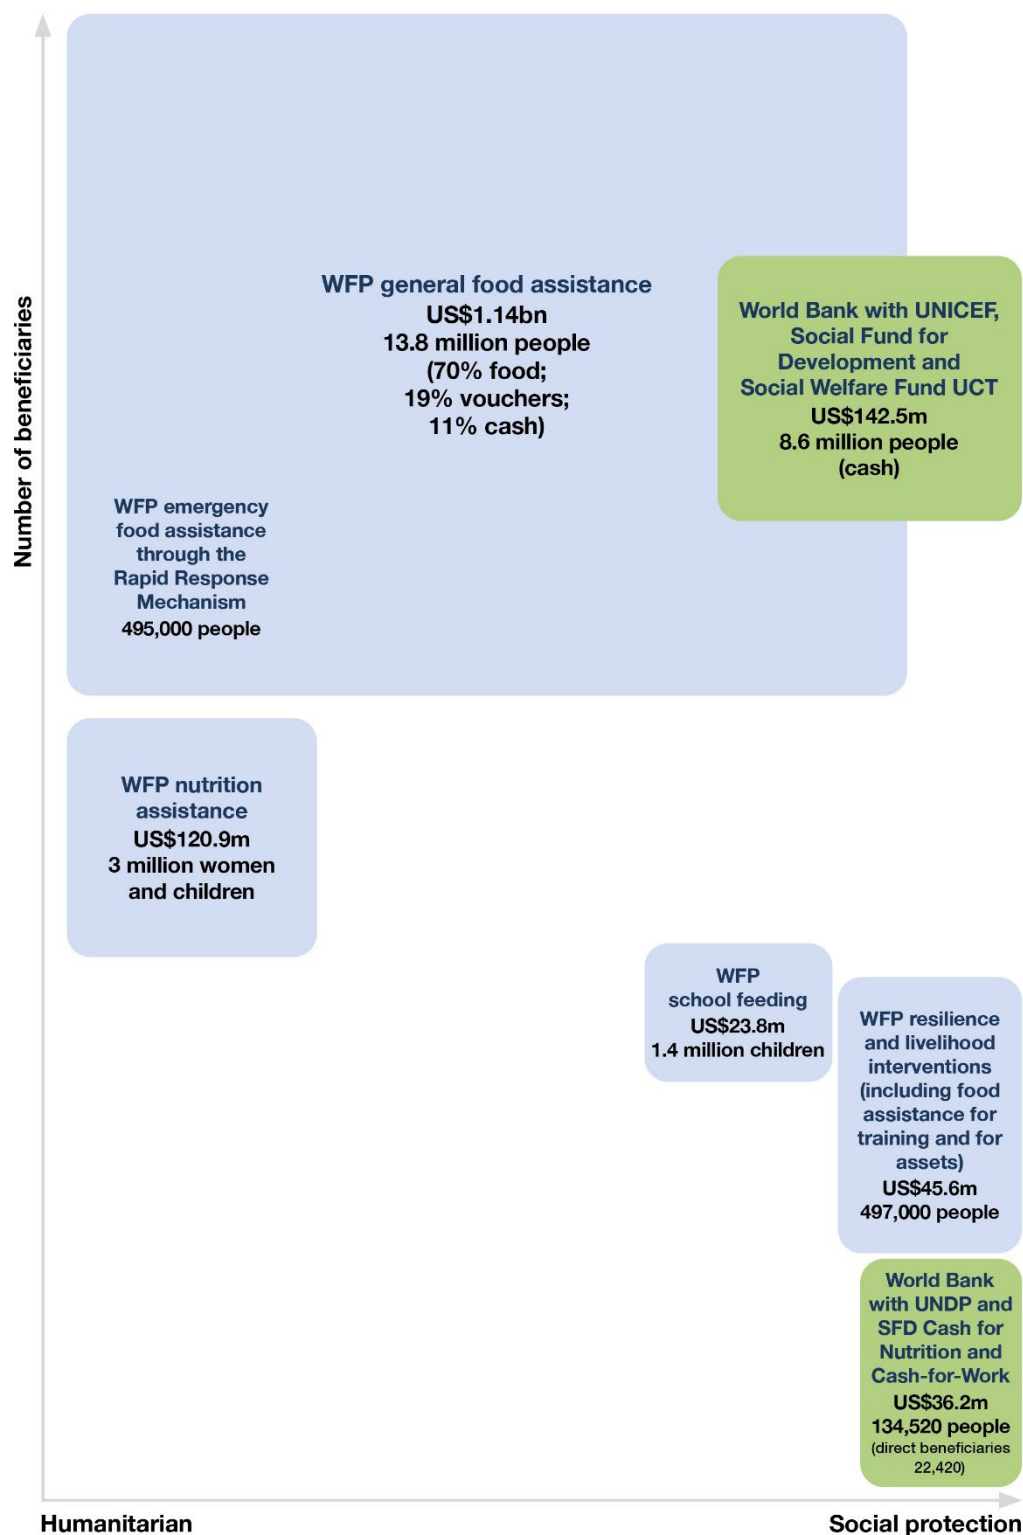 Number of beneficiaries
WFP general food assistance
US$1.14bn
13.8 million people
(70% food;
19% vouchers;
11% cash)
World Bank with UNICEF,
Social Fund for
Development and
Social Welfare Fund UCT
US$142.5m
8.6 million people
(cash)
WFP emergency
food assistance
through the
Rapid Response
Mechanism
495,000 people
WFP nutrition
assistance
US$120.9m
3 million women
and children
WFP
school feeding
US$23.8m
1.4 million children
WFP resilience
and livelihood
interventions
(including food
assistance for
training and for
assets)
US$45.6m
497,000 people
World Bank
with UNDP and
SFD Cash for
Nutrition and
Cash-for-Work
US$36.2m
134,520 people
(direct beneficiaries
22,420)
Humanitarian
Social protection